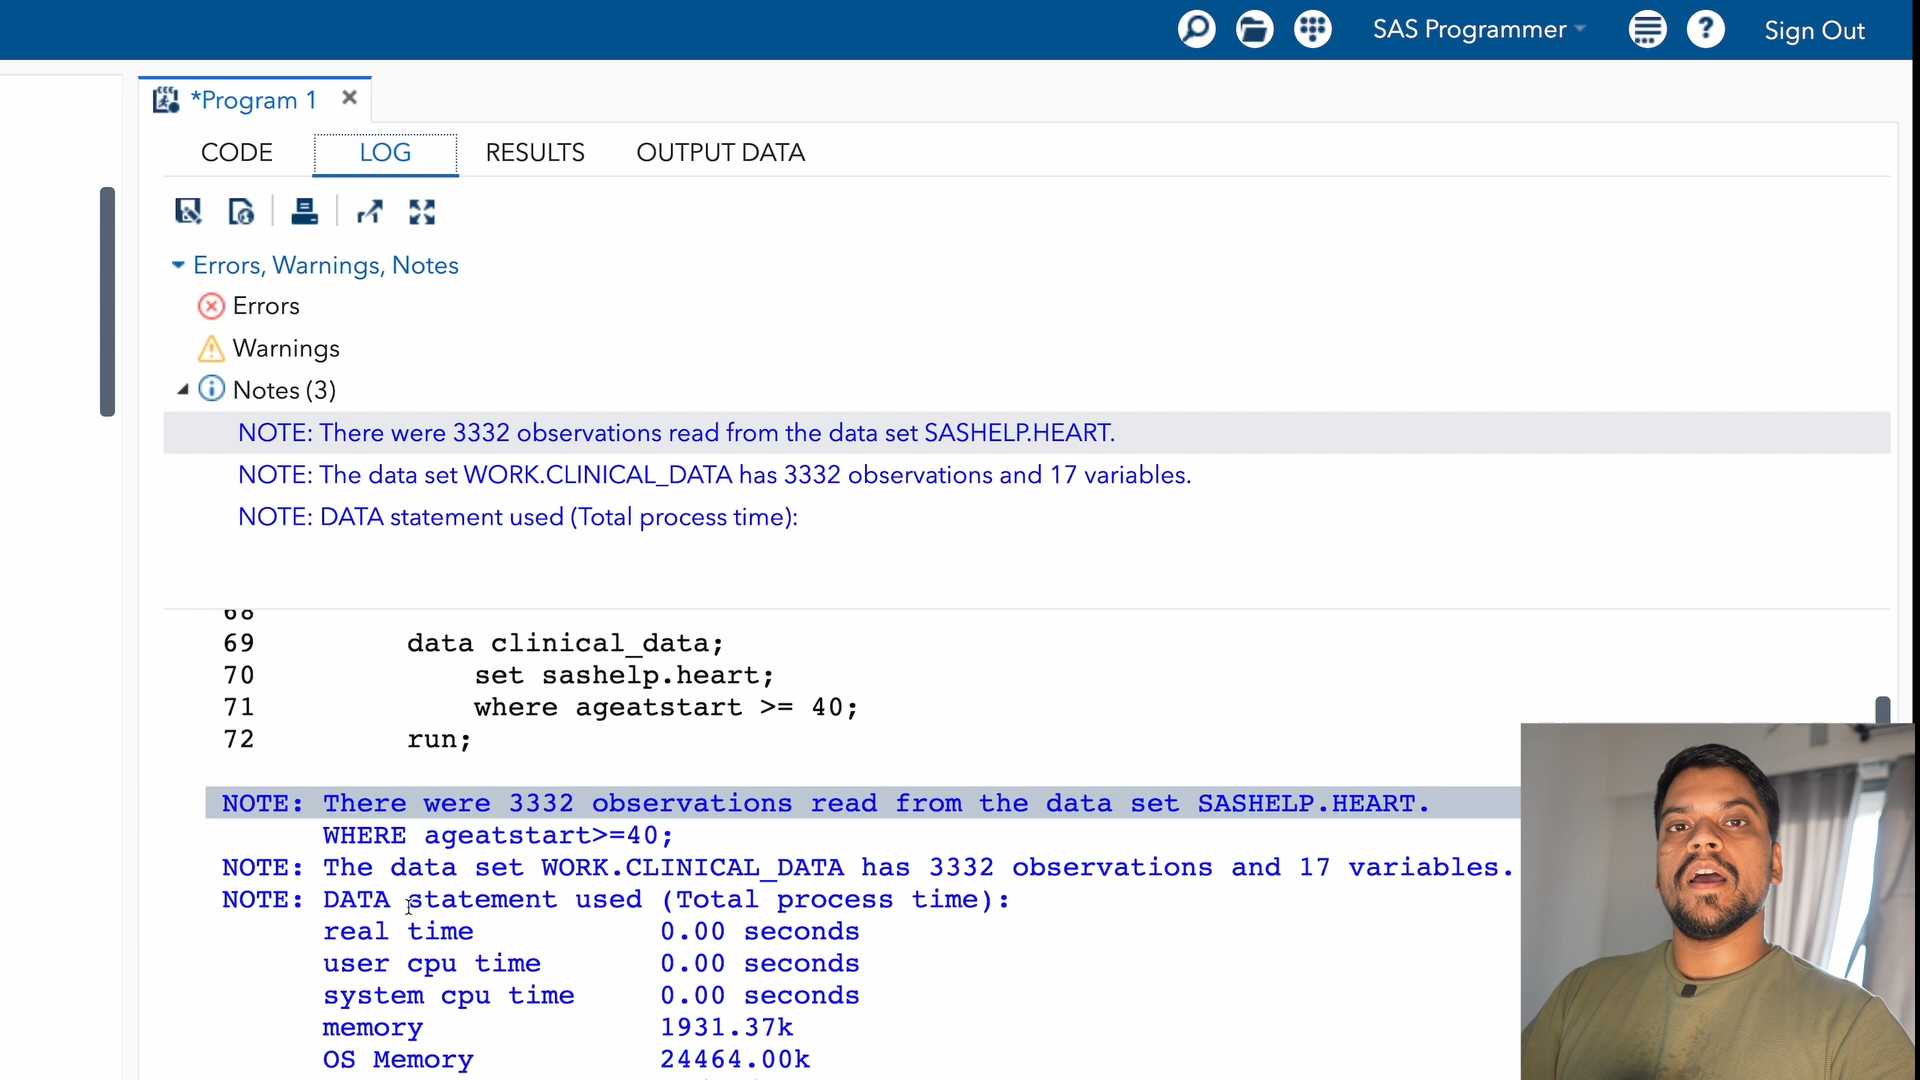 SAS Programmer
Sign Out
*Program 1
CODE LOG RESULTS OUTPUT DATA
Errors, Warnings, Notes
Errors
Warnings
Notes (3)
NOTE: There were 3332 observations read from the data set SASHELP.HEART.
NOTE: The data set WORK.CLINICAL_DATA has 3332 observations and 17 variables.
NOTE: DATA statement used (Total process time):
68
69 data clinical_data;
70 set sashelp.heart;
71 where ageatstart >= 40;
72 run;
NOTE: There were 3332 observations read from the data set SASHELP.HEART.
WHERE ageatstart>=40;
NOTE: The data set WORK.CLINICAL_DATA has 3332 observations and 17 variables.
NOTE: DATA statement used (Total process time):
real time 0.00 seconds
user cpu time 0.00 seconds
system cpu time 0.00 seconds
memory 1931.37k
OS Memory 24464.00k